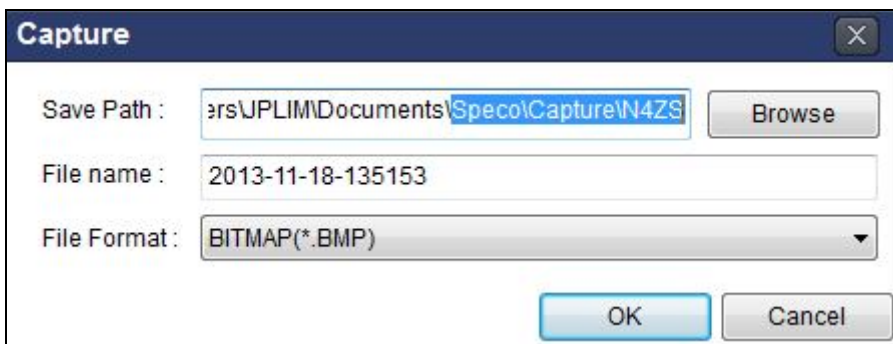 Capture
Save Path : ers\JPLIM\Documents\Speco\Capture\N4ZS Browse
File name : 2013-11-18-135153
File Format : BITMAP(*.BMP)
OK Cancel